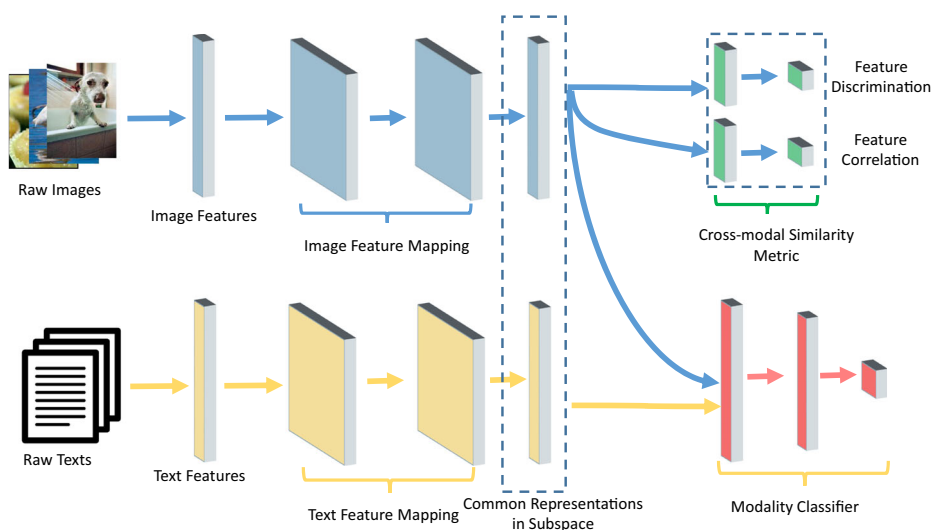 Feature
Discrimination
Feature
Correlation
Raw Images
Image Features
Image Feature Mapping
Cross-modal Similarity
Metric
Raw Texts
Text Features
Text Feature Mapping
Common Representations
in Subspace
Modality Classifier